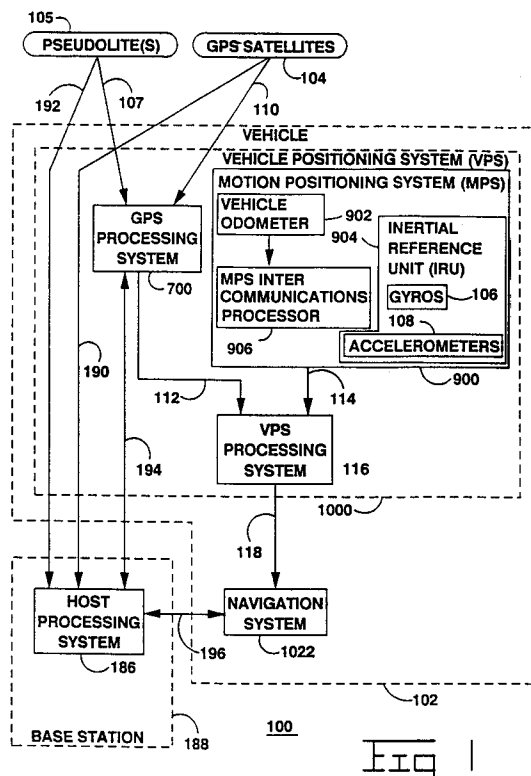 105
PSEUDOLITE(S)
GPS SATELLITES
104
192
107
110
VEHICLE
VEHICLE POSITIONING SYSTEM (VPS)
MOTION POSITIONING SYSTEM (MPS)
VEHICLE
ODOMETER
902
904
INERTIAL
REFERENCE
UNIT (IRU)
GPS
PROCESSING
SYSTEM
700
MPS INTER
COMMUNICATIONS
PROCESSOR
906
GYROS
106
108
ACCELEROMETERS
900
190
112
114
194
VPS
PROCESSING
SYSTEM
116
1000
118
HOST
PROCESSING
SYSTEM
186
196
NAVIGATION
SYSTEM
1022
102
BASE STATION
188
100
Fig 1